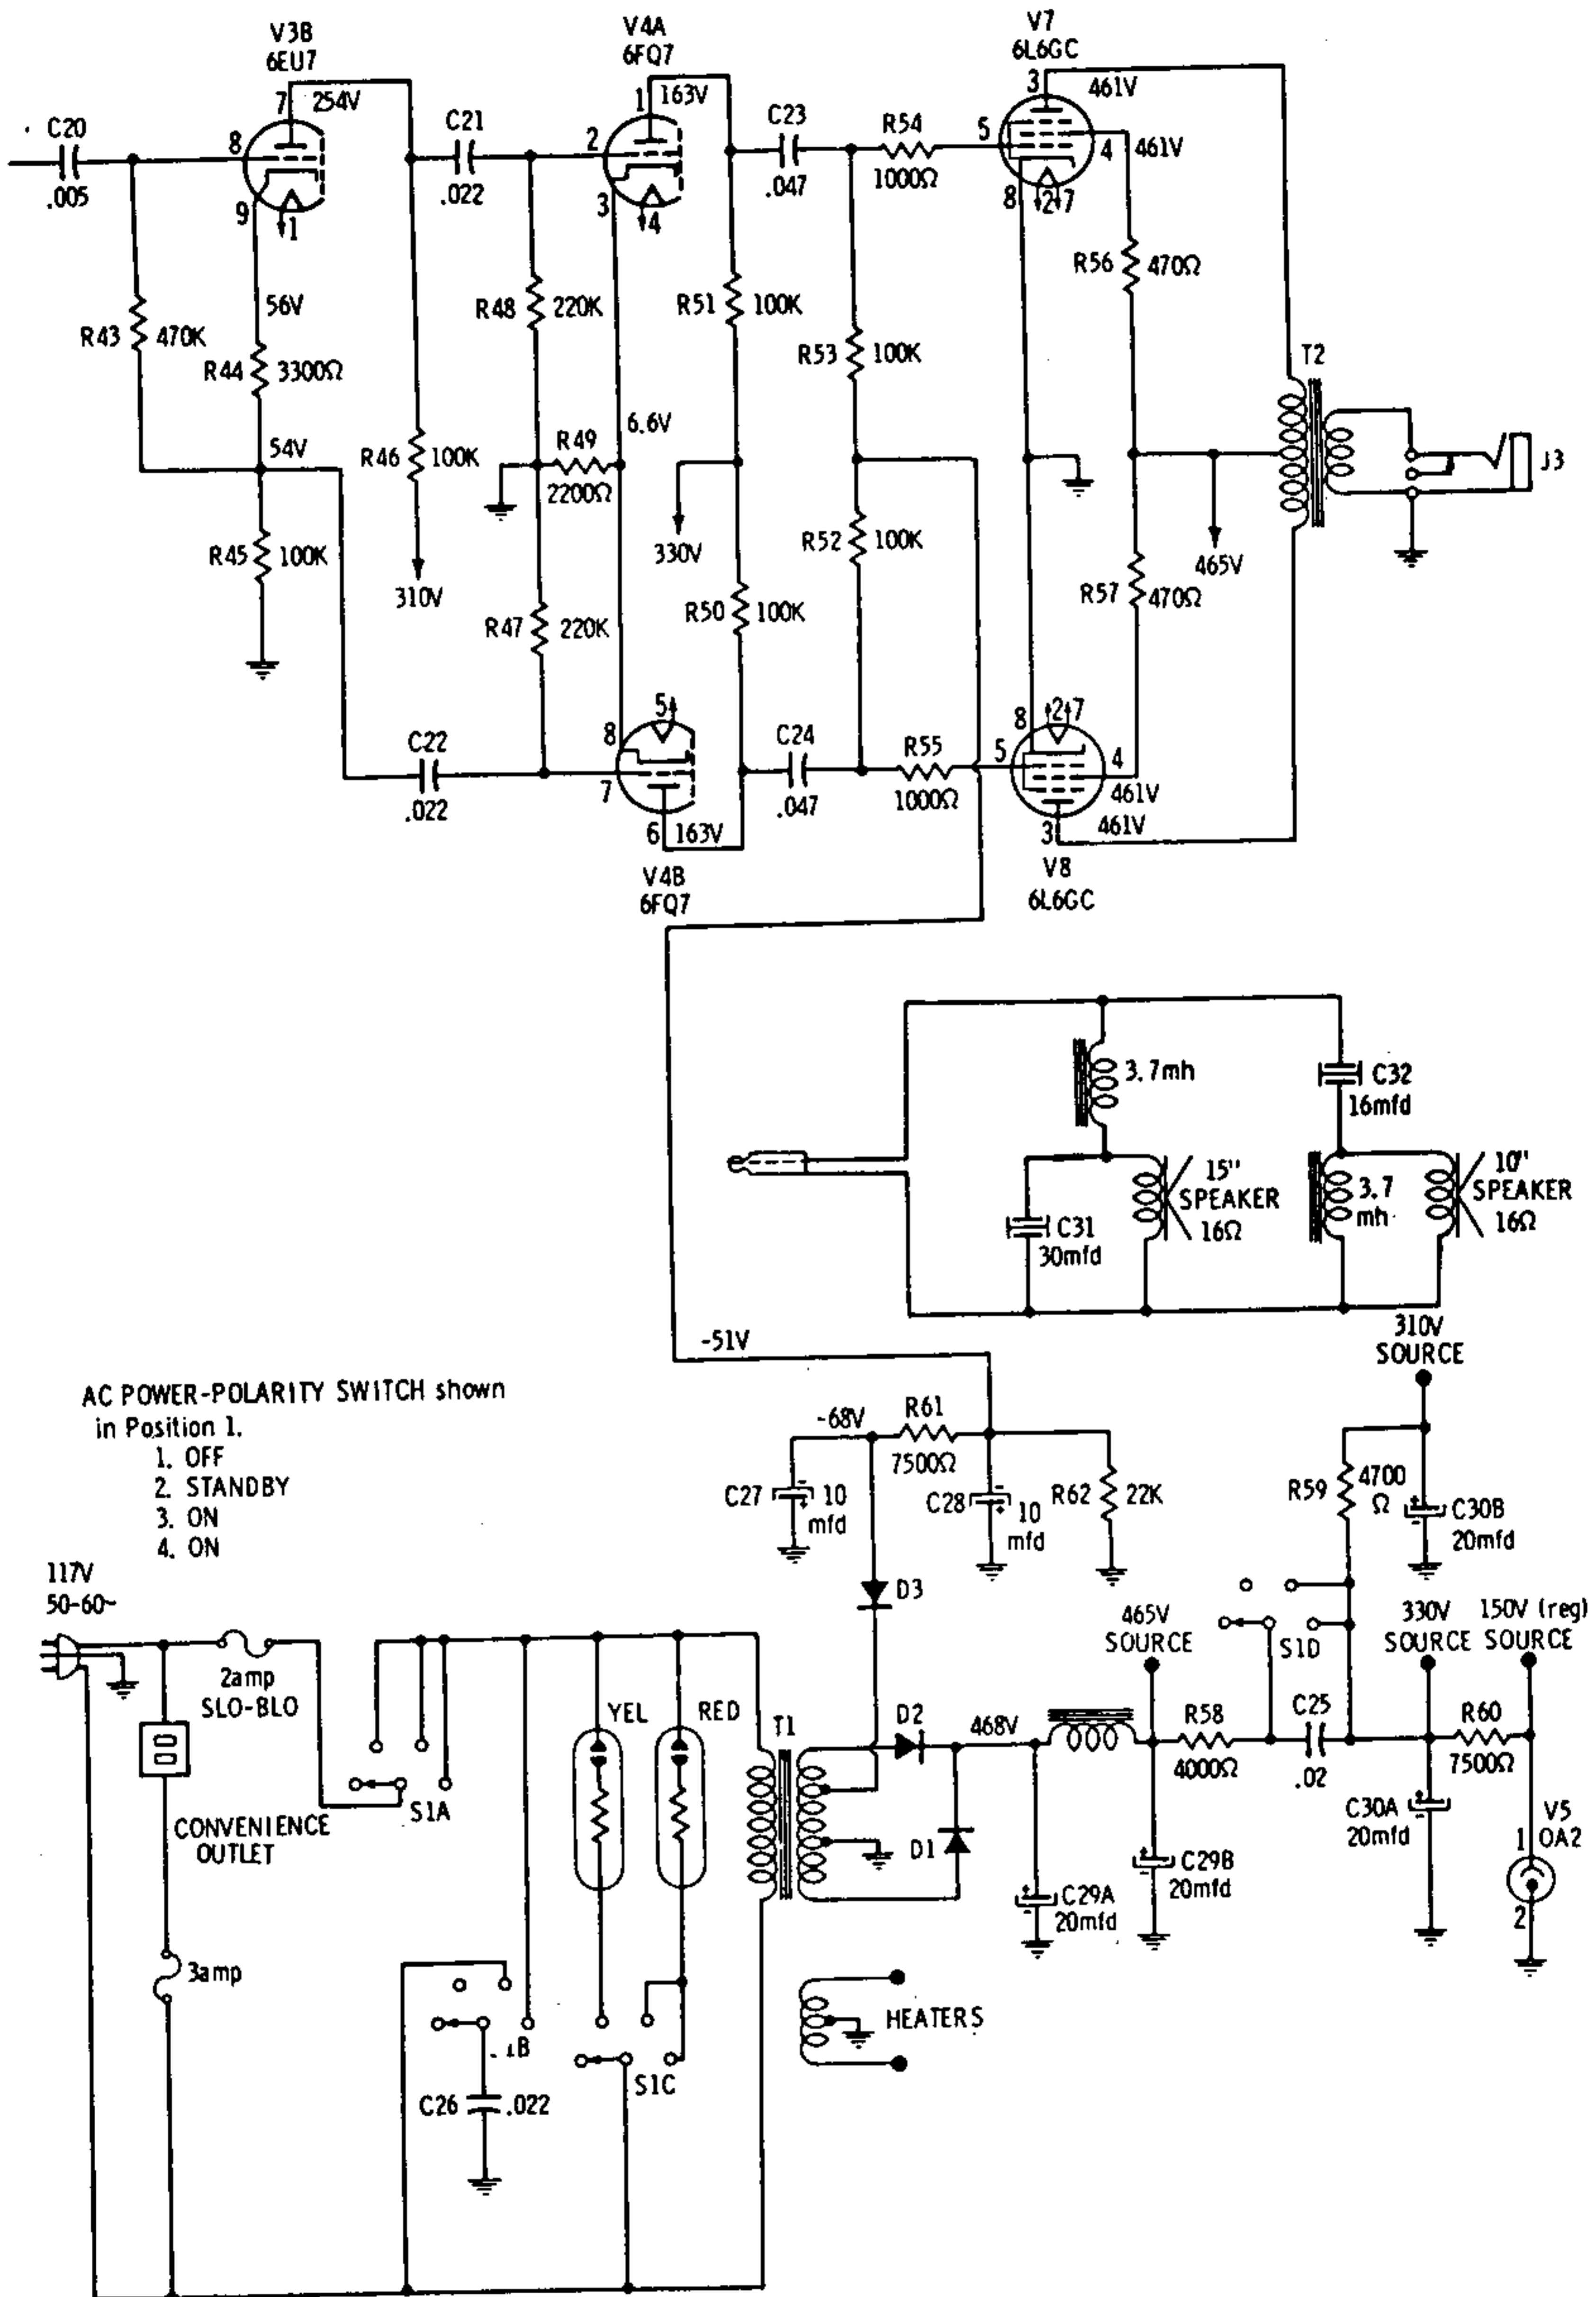 V3B
6EU7
7
254V
C20
.005
8
9
1
56V
R43
470K
R44
3300Ω
54V
R45
100K
C21
.022
R46
100K
310V
V4A
6FQ7
1
163V
2
3
4
R48
220K
6.6V
R49
2200Ω
R47
220K
C22
.022
5
8
7
6
163V
V4B
6FQ7
C23
.047
R51
100K
330V
R50
100K
C24
.047
R53
100K
R52
100K
R54
1000Ω
R55
1000Ω
V7
6L6GC
3
461V
5
4
461V
8
2
7
R56
470Ω
465V
R57
470Ω
T2
J3
8
2
7
5
4
461V
3
461V
V8
6L6GC
3.7mh
C32
16mfd
15"
SPEAKER
16Ω
C31
30mfd
3.7
mh
10"
SPEAKER
16Ω
-51V
AC POWER-POLARITY SWITCH shown
in Position 1.
1. OFF
2. STANDBY
3. ON
4. ON
-68V
R61
7500Ω
C27
10
mfd
C28
10
mfd
R62
22K
310V
SOURCE
R59
4700
Ω
C30B
20mfd
D3
117V
50-60~
2amp
SLO-BLO
CONVENIENCE
OUTLET
3amp
S1A
YEL
RED
T1
D2
468V
D1
465V
SOURCE
R58
4000Ω
S1D
C25
.02
330V
SOURCE
150V (reg)
SOURCE
R60
7500Ω
C29A
20mfd
C29B
20mfd
C30A
20mfd
V5
OA2
1
2
HEATERS
S1C
C26
.022